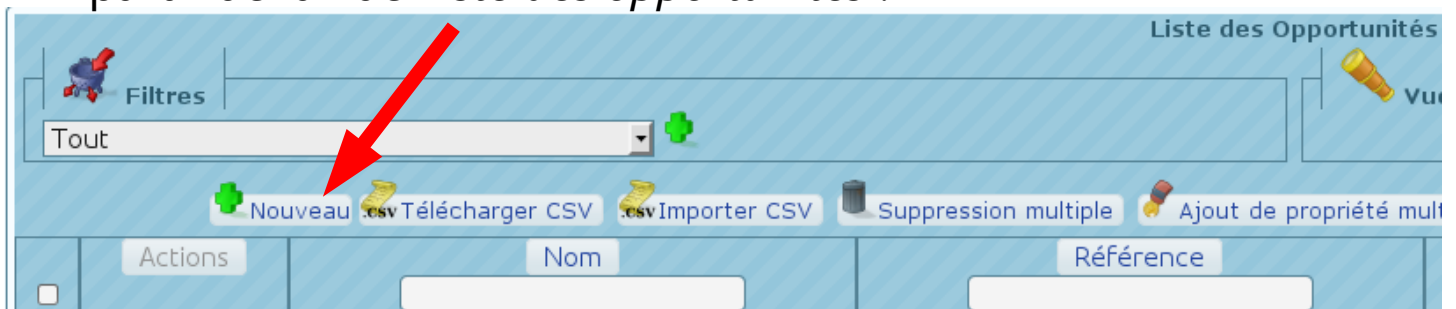 Liste des Opportunités
Filtres
Tout
Nouveau .csv Télécharger CSV .csv Importer CSV Suppression multiple Ajout de propriété mult
Actions Nom Référence